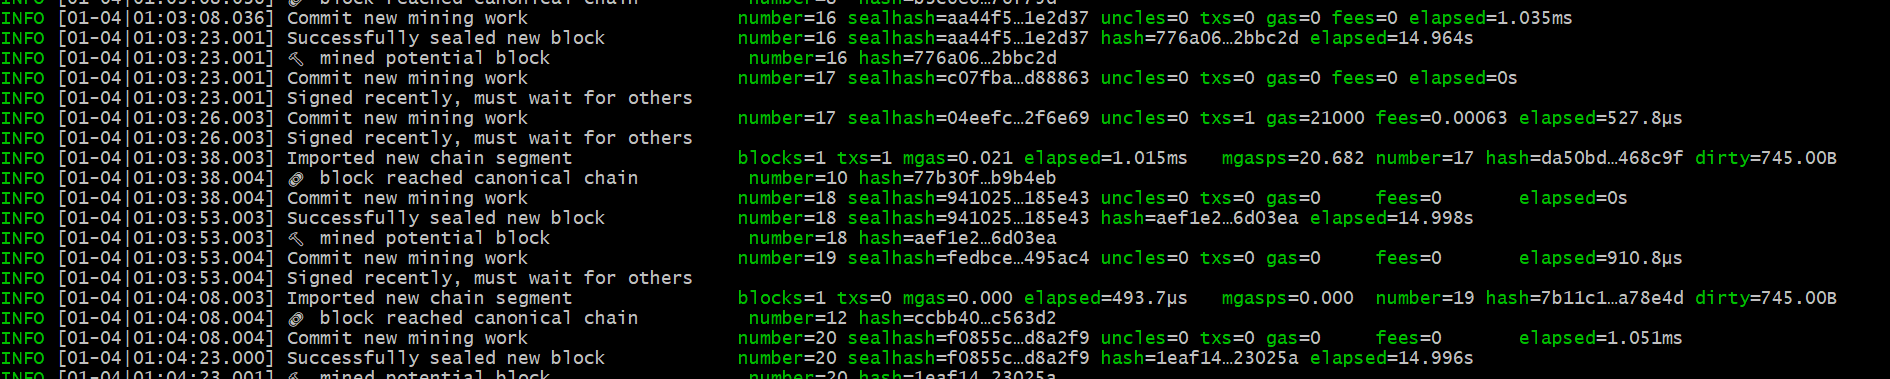 🔗 block reached canonical chain
INFO [01-04|01:03:08.036] Commit new mining work number=16 sealhash=aa44f5…1e2d37 uncles=0 txs=0 gas=0 fees=0 elapsed=1.035ms
INFO [01-04|01:03:23.001] Successfully sealed new block number=16 sealhash=aa44f5…1e2d37 hash=776a06…2bbc2d elapsed=14.964s
INFO [01-04|01:03:23.001] 🔨 mined potential block number=16 hash=776a06…2bbc2d
INFO [01-04|01:03:23.001] Commit new mining work number=17 sealhash=c07fba…d88863 uncles=0 txs=0 gas=0 fees=0 elapsed=0s
INFO [01-04|01:03:23.001] Signed recently, must wait for others
INFO [01-04|01:03:26.003] Commit new mining work number=17 sealhash=04eefc…2f6e69 uncles=0 txs=1 gas=21000 fees=0.00063 elapsed=527.8µs
INFO [01-04|01:03:26.003] Signed recently, must wait for others
INFO [01-04|01:03:38.003] Imported new chain segment blocks=1 txs=1 mgas=0.021 elapsed=1.015ms mgasps=20.682 number=17 hash=da50bd…468c9f dirty=745.00B
INFO [01-04|01:03:38.004] 🔗 block reached canonical chain number=10 hash=77b30f…b9b4eb
INFO [01-04|01:03:38.004] Commit new mining work number=18 sealhash=941025…185e43 uncles=0 txs=0 gas=0 fees=0 elapsed=0s
INFO [01-04|01:03:53.003] Successfully sealed new block number=18 sealhash=941025…185e43 hash=aef1e2…6d03ea elapsed=14.998s
INFO [01-04|01:03:53.003] 🔨 mined potential block number=18 hash=aef1e2…6d03ea
INFO [01-04|01:03:53.004] Commit new mining work number=19 sealhash=fedbce…495ac4 uncles=0 txs=0 gas=0 fees=0 elapsed=910.8µs
INFO [01-04|01:03:53.004] Signed recently, must wait for others
INFO [01-04|01:04:08.003] Imported new chain segment blocks=1 txs=0 mgas=0.000 elapsed=493.7µs mgasps=0.000 number=19 hash=7b11c1…a78e4d dirty=745.00B
INFO [01-04|01:04:08.004] 🔗 block reached canonical chain number=12 hash=ccbb40…c563d2
INFO [01-04|01:04:08.004] Commit new mining work number=20 sealhash=f0855c…d8a2f9 uncles=0 txs=0 gas=0 fees=0 elapsed=1.051ms
INFO [01-04|01:04:23.000] Successfully sealed new block number=20 sealhash=f0855c…d8a2f9 hash=1eaf14…23025a elapsed=14.996s
INFO [01-04|01:04:23.001] 🔨 mined potential block number=20 hash=1eaf14…23025a